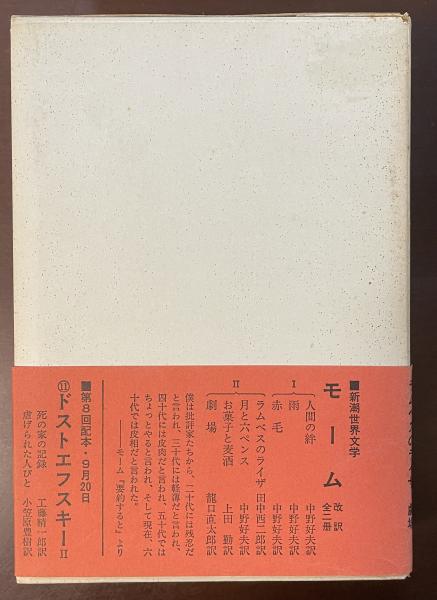 ■新潮世界文学
モーム 改訳 全二冊
Ⅰ
人間の絆 中野好夫訳
雨 中野好夫訳
赤毛 中野好夫訳
Ⅱ
ラムベスのライザ 田中西二郎訳
月と六ペンス 中野好夫訳
お菓子と麦酒 上田勤訳
劇場 龍口直太郎訳
僕は批評家たちから、二十代には残忍だ
と言われ、三十代には軽薄だと言われ、
四十代には皮肉だと言われ、五十代では
ちょっとやると言われ、そして現在、六
十代では皮相だと言われた。
――モーム『要約すると』より
■第8回配本・9月20日
⑪ドストエフスキーⅡ
死の家の記録 工藤精一郎訳
虐げられた人びと 小笠原豊樹訳